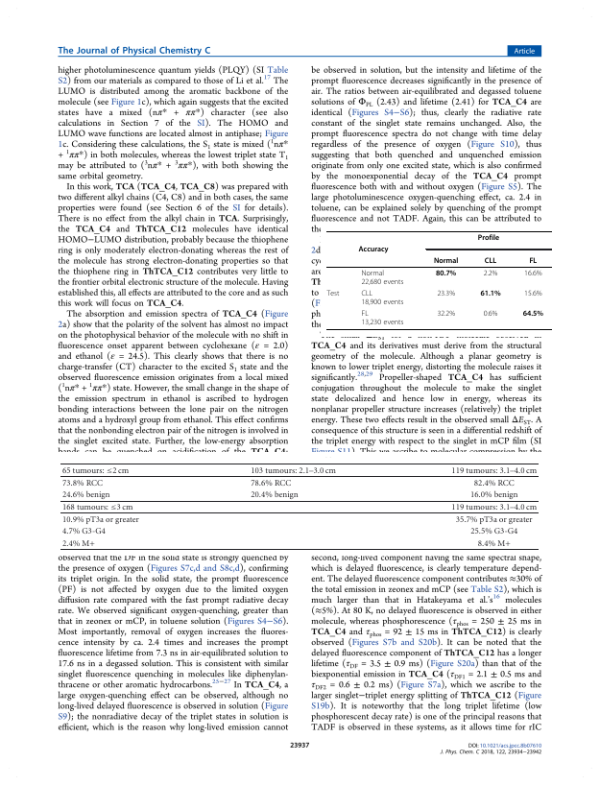 The Journal of Physical Chemistry C
Article
higher photoluminescence quantum yields (PLQY) (SI Table
S2) from our materials as compared to those of Li et al.17 The
LUMO is distributed among the aromatic backbone of the
molecule (see Figure 1c), which again suggests that the excited
states have a mixed (nπ* + ππ*) character (see also
calculations in Section 7 of the SI). The HOMO and
LUMO wave functions are located almost in antiphase; Figure
1c. Considering these calculations, the S1 state is mixed (1nπ*
+ 1ππ*) in both molecules, whereas the lowest triplet state T1
may be attributed to (3nπ* + 3ππ*), with both showing the
same orbital geometry.
In this work, TCA (TCA_C4, TCA_C8) was prepared with
two different alkyl chains (C4, C8) and in both cases, the same
properties were found (see Section 6 of the SI for details).
There is no effect from the alkyl chain in TCA. Surprisingly,
the TCA_C4 and ThTCA_C12 molecules have identical
HOMO−LUMO distribution, probably because the thiophene
ring is only moderately electron-donating whereas the rest of
the molecule has strong electron-donating properties so that
the thiophene ring in ThTCA_C12 contributes very little to
the frontier orbital electronic structure of the molecule. Having
established this, all effects are attributed to the core and as such
this work will focus on TCA_C4.
The absorption and emission spectra of TCA_C4 (Figure
2a) show that the polarity of the solvent has almost no impact
on the photophysical behavior of the molecule with no shift in
fluorescence onset apparent between cyclohexane (ε = 2.0)
and ethanol (ε = 24.5). This clearly shows that there is no
charge-transfer (CT) character to the excited S1 state and the
observed fluorescence emission originates from a local mixed
(1nπ* + 1ππ*) state. However, the small change in the shape of
the emission spectrum in ethanol is ascribed to hydrogen
bonding interactions between the lone pair on the nitrogen
atoms and a hydroxyl group from ethanol. This effect confirms
that the nonbonding electron pair of the nitrogen is involved in
the singlet excited state. Further, the low-energy absorption
bands can be quenched on acidification of the TCA_C4;
be observed in solution, but the intensity and lifetime of the
prompt fluorescence decreases significantly in the presence of
air. The ratios between air-equilibrated and degassed toluene
solutions of ΦPL (2.43) and lifetime (2.41) for TCA_C4 are
identical (Figures S4−S6); thus, clearly the radiative rate
constant of the singlet state remains unchanged. Also, the
prompt fluorescence spectra do not change with time delay
regardless of the presence of oxygen (Figure S10), thus
suggesting that both quenched and unquenched emission
originate from only one excited state, which is also confirmed
by the monoexponential decay of the TCA_C4 prompt
fluorescence both with and without oxygen (Figure S5). The
large photoluminescence oxygen-quenching effect, ca. 2.4 in
toluene, can be explained solely by quenching of the prompt
fluorescence and not TADF. Again, this can be attributed to
the
2d
cyc
are
Th
to
(F
ph
the
Profile
Accuracy
Normal CLL FL
Normal 80.7% 2.2% 16.6%
22,680 events
Test CLL 23.3% 61.1% 15.6%
18,900 events
FL 32.2% 0.6% 64.5%
13,230 events
TCA_C4 and its derivatives must derive from the structural
geometry of the molecule. Although a planar geometry is
known to lower triplet energy, distorting the molecule raises it
significantly.28,29 Propeller-shaped TCA_C4 has sufficient
conjugation throughout the molecule to make the singlet
state delocalized and hence low in energy, whereas its
nonplanar propeller structure increases (relatively) the triplet
energy. These two effects result in the observed small ΔEST. A
consequence of this structure is seen in a differential redshift of
the triplet energy with respect to the singlet in mCP film (SI
Figure S11). This we ascribe to molecular compression by the
65 tumours: ≤2 cm 103 tumours: 2.1–3.0 cm 119 tumours: 3.1–4.0 cm
73.8% RCC 78.6% RCC 82.4% RCC
24.6% benign 20.4% benign 16.0% benign
168 tumours: ≤3 cm 119 tumours: 3.1–4.0 cm
10.9% pT3a or greater 35.7% pT3a or greater
4.7% G3-G4 25.5% G3-G4
2.4% M+ 8.4% M+
observed that the DF in the solid state is strongly quenched by
the presence of oxygen (Figures S7c,d and S8c,d), confirming
its triplet origin. In the solid state, the prompt fluorescence
(PF) is not affected by oxygen due to the limited oxygen
diffusion rate compared with the fast prompt radiative decay
rate. We observed significant oxygen-quenching, greater than
that in zeonex or mCP, in toluene solution (Figures S4−S6).
Most importantly, removal of oxygen increases the fluores-
cence intensity by ca. 2.4 times and increases the prompt
fluorescence lifetime from 7.3 ns in air-equilibrated solution to
17.6 ns in a degassed solution. This is consistent with similar
singlet fluorescence quenching in molecules like diphenylan-
thracene or other aromatic hydrocarbons.25−27 In TCA_C4, a
large oxygen-quenching effect can be observed, although no
long-lived delayed fluorescence is observed in solution (Figure
S9); the nonradiative decay of the triplet states in solution is
efficient, which is the reason why long-lived emission cannot
second, long-lived component having the same spectral shape,
which is delayed fluorescence, is clearly temperature depend-
ent. The delayed fluorescence component contributes ≈30% of
the total emission in zeonex and mCP (see Table S2), which is
much larger than that in Hatakeyama et al.'s16 molecules
(≈5%). At 80 K, no delayed fluorescence is observed in either
molecule, whereas phosphorescence (τphos = 250 ± 25 ms in
TCA_C4 and τphos = 92 ± 15 ms in ThTCA_C12) is clearly
observed (Figures S7b and S20b). It can be noted that the
delayed fluorescence component of ThTCA_C12 has a longer
lifetime (τDF = 3.5 ± 0.9 ms) (Figure S20a) than that of the
biexponential emission in TCA_C4 (τDF1 = 2.1 ± 0.5 ms and
τDF2 = 0.6 ± 0.2 ms) (Figure S7a), which we ascribe to the
larger singlet−triplet energy splitting of ThTCA_C12 (Figure
S19b). It is noteworthy that the long triplet lifetime (low
phosphorescent decay rate) is one of the principal reasons that
TADF is observed in these systems, as it allows time for rIC
23937
DOI: 10.1021/acs.jpcc.8b07610
J. Phys. Chem. C 2018, 122, 23934−23942